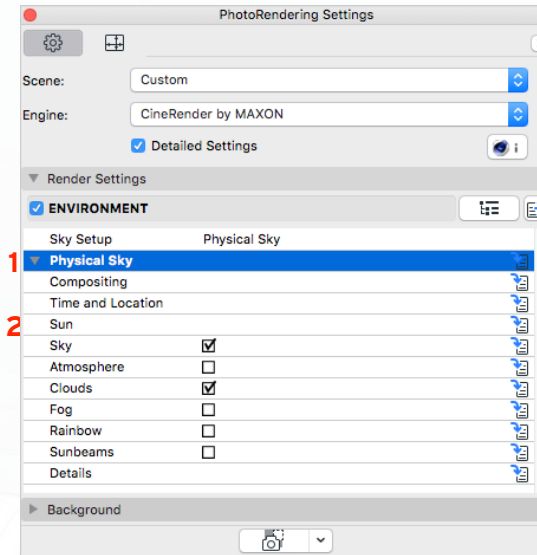 PhotoRendering Settings
Scene: Custom
Engine: CineRender by MAXON
Detailed Settings
i
Render Settings
ENVIRONMENT
Sky Setup Physical Sky
1 Physical Sky
Compositing
Time and Location
2 Sun
Sky
Atmosphere
Clouds
Fog
Rainbow
Sunbeams
Details
Background